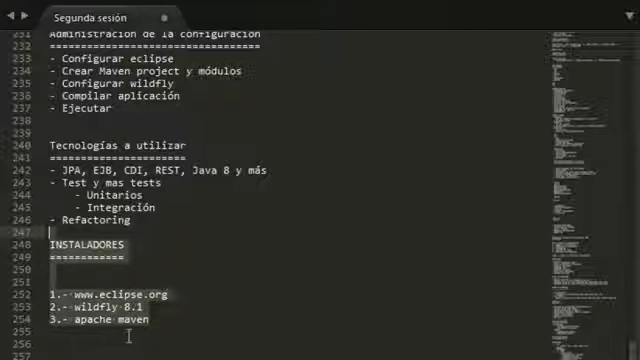 Segunda sesión
231 Administración de la configuración
232 ===============================
233 - Configurar eclipse
234 - Crear Maven project y módulos
235 - Configurar wildfly
236 - Compilar aplicación
237 - Ejecutar
238
239
240 Tecnologías a utilizar
241 ====================
242 - JPA, EJB, CDI, REST, Java 8 y más
243 - Test y mas tests
244 - Unitarios
245 - Integración
246 - Refactoring
247
248 INSTALADORES
249 ===========
250
251
252 1.- www.eclipse.org
253 2.- wildfly 8.1
254 3.- apache maven
255
256
257